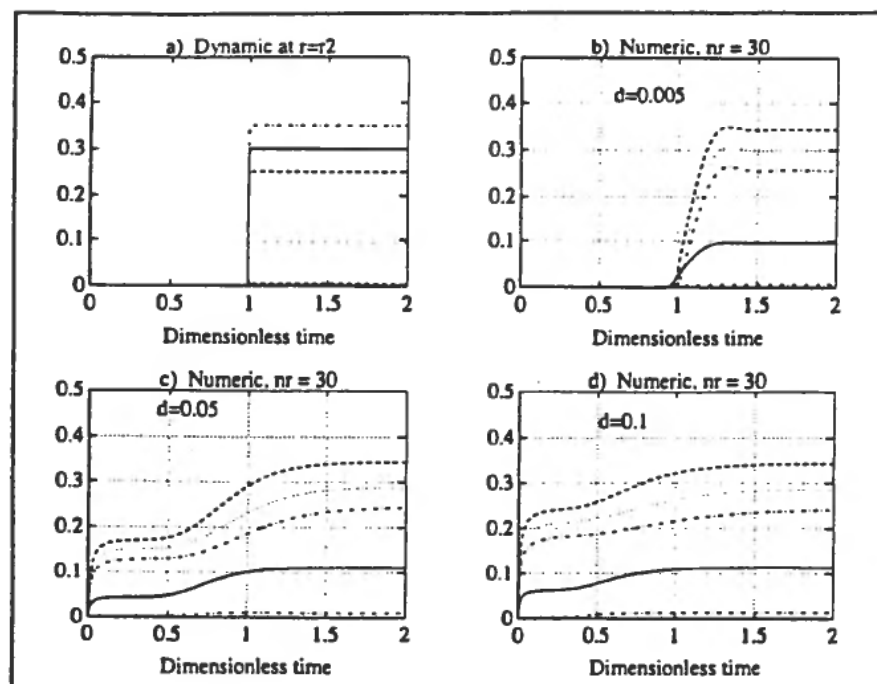 a) Dynamic at r=r2
0.5
0.4
0.3
0.2
0.1
0
0 0.5 1 1.5 2
Dimensionless time
b) Numeric, nr = 30
d=0.005
0.5
0.4
0.3
0.2
0.1
0
0 0.5 1 1.5 2
Dimensionless time
c) Numeric, nr = 30
d=0.05
0.5
0.4
0.3
0.2
0.1
0
0 0.5 1 1.5 2
Dimensionless time
d) Numeric, nr = 30
d=0.1
0.5
0.4
0.3
0.2
0.1
0
0 0.5 1 1.5 2
Dimensionless time